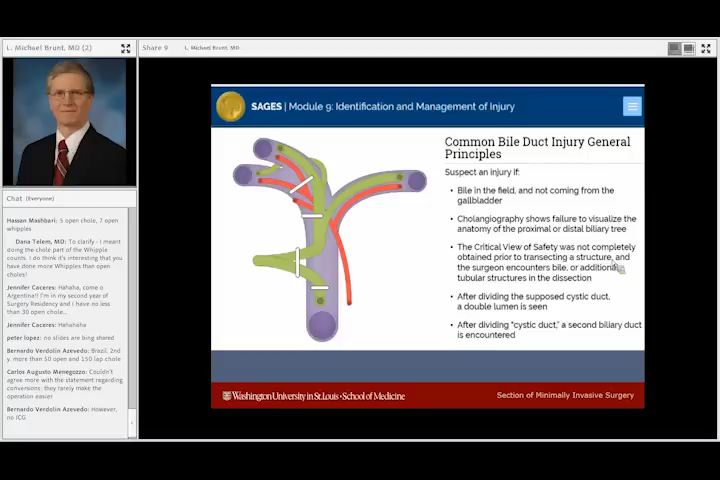 L. Michael Brunt, MD (2)
Share 9
L. Michael Brunt, MD
SAGES | Module 9: Identification and Management of Injury
Common Bile Duct Injury General
Principles
Suspect an injury if:
• Bile in the field, and not coming from the
gallbladder
• Cholangiography shows failure to visualize the
anatomy of the proximal or distal biliary tree
• The Critical View of Safety was not completely
obtained prior to transecting a structure, and
the surgeon encounters bile, or additional
tubular structures in the dissection
• After dividing the supposed cystic duct,
a double lumen is seen
• After dividing "cystic duct," a second biliary duct
is encountered
Washington University in St. Louis • School of Medicine
Section of Minimally Invasive Surgery
Chat (Everyone)
Hassan Mashbari: 5 open chole, 7 open
whipples
Dana Telem, MD: To clarify - I meant
doing the chole part of the Whipple
counts. I do think it's interesting that you
have done more Whipples than open
choles!
Jennifer Caceres: Hahaha, come o
Argentina!! I'm in my second year of
Surgery Residency and I have no less
than 30 open chole...
Jennifer Caceres: Hahahaha
peter lopez: no slides are bing shared
Bernardo Verdolin Azevedo: Brazil: 2nd
y. more than 50 open and 150 lap chole
Carlos Augusto Menegozzo: Couldn't
agree more with the statement regarding
conversions: they rarely make the
operation easier
Bernardo Verdolin Azevedo: However,
no ICG